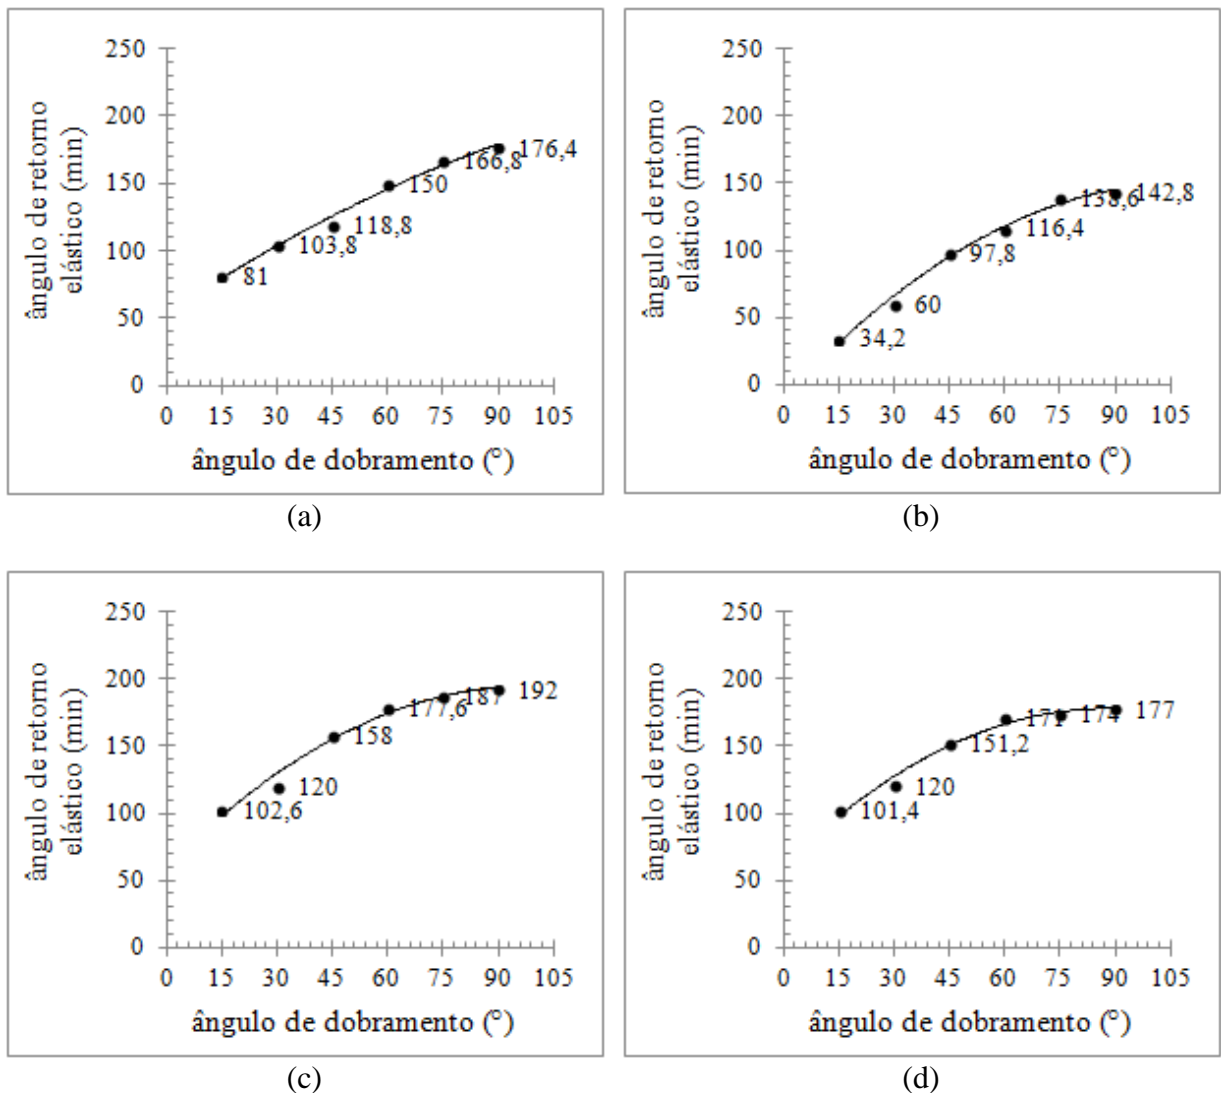 250
200
150
100
50
0
ângulo de retorno
elástico (min)
81
103,8
118,8
150
166,8
176,4
0 15 30 45 60 75 90 105
ângulo de dobramento (°)
(a)
250
200
150
100
50
0
ângulo de retorno
elástico (min)
34,2
60
97,8
116,4
138,6
142,8
0 15 30 45 60 75 90 105
ângulo de dobramento (°)
(b)
250
200
150
100
50
0
ângulo de retorno
elástico (min)
102,6
120
158
177,6
187
192
0 15 30 45 60 75 90 105
ângulo de dobramento (°)
(c)
250
200
150
100
50
0
ângulo de retorno
elástico (min)
101,4
120
151,2
171
174
177
0 15 30 45 60 75 90 105
ângulo de dobramento (°)
(d)